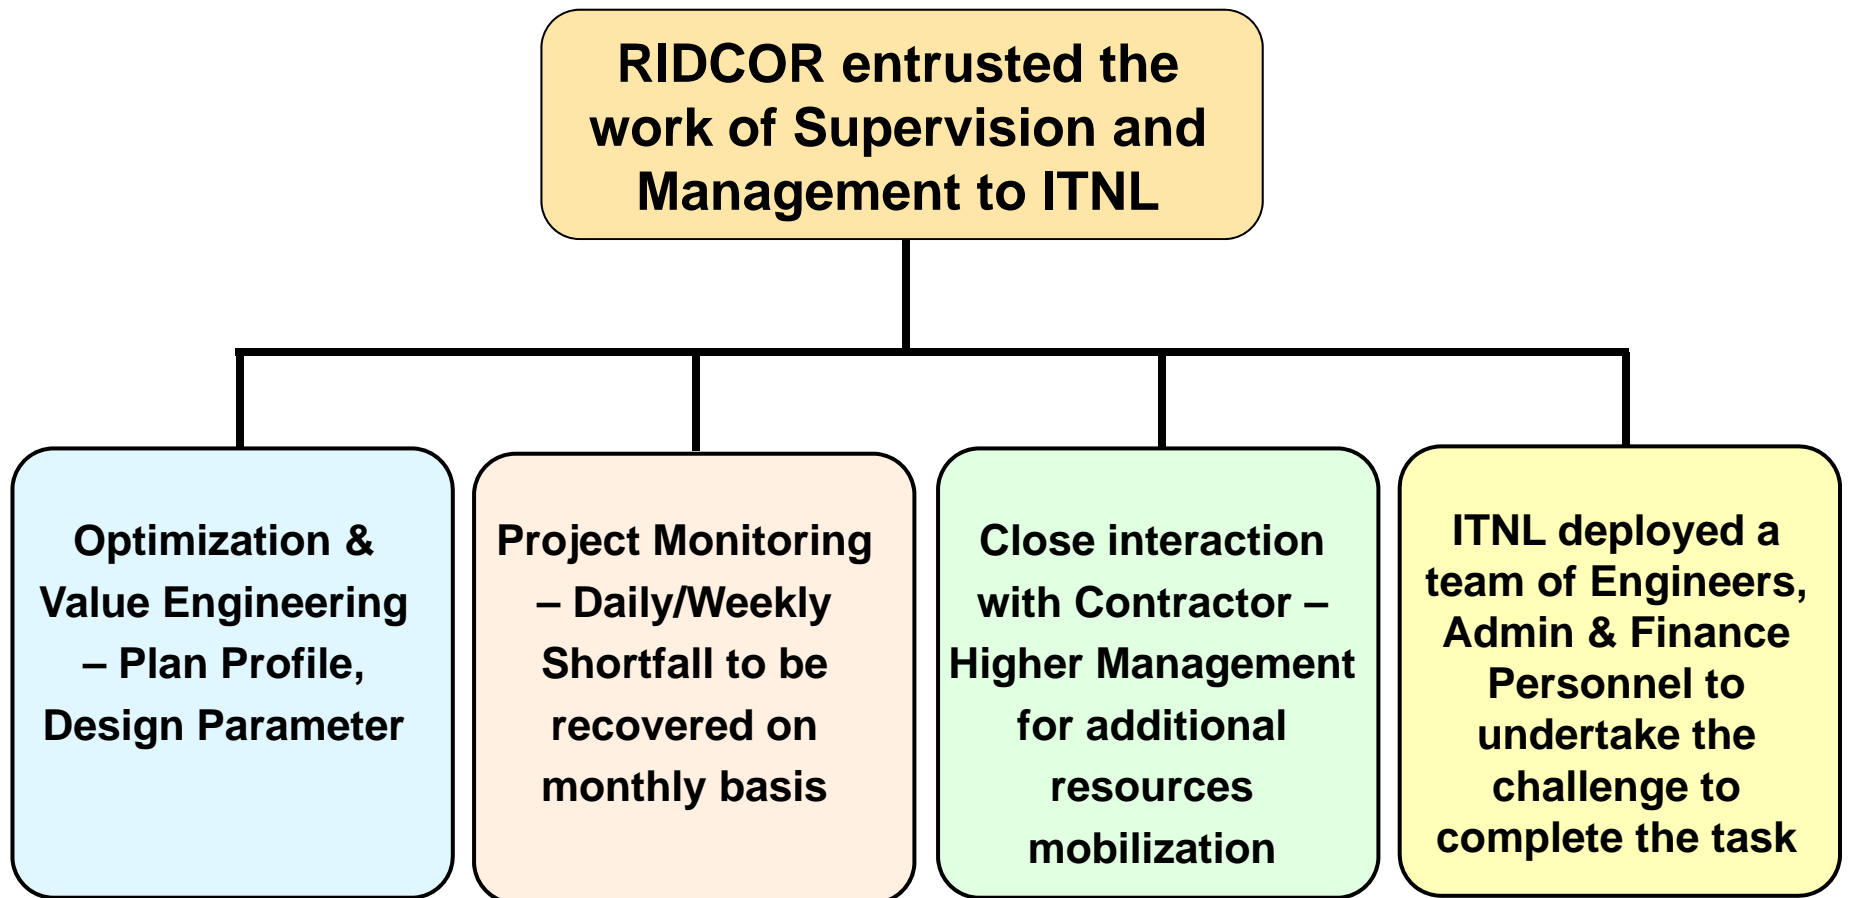 RIDCOR entrusted the
work of Supervision and
Management to ITNL
Optimization &
Value Engineering
– Plan Profile,
Design Parameter
Project Monitoring
– Daily/Weekly
Shortfall to be
recovered on
monthly basis
Close interaction
with Contractor –
Higher Management
for additional
resources
mobilization
ITNL deployed a
team of Engineers,
Admin & Finance
Personnel to
undertake the
challenge to
complete the task